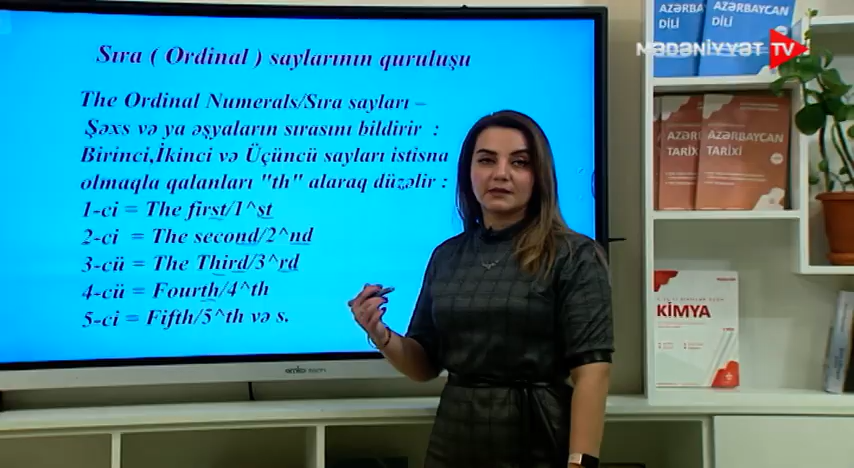 Sıra ( Ordinal ) saylarının quruluşu
The Ordinal Numerals/Sıra sayları –
Şəxs və ya əşyaların sırasını bildirir :
Birinci,İkinci və Üçüncü sayları istisna
olmaqla qalanları "th" alaraq düzəlir :
1-ci = The first/1^st
2-ci = The second/2^nd
3-cü = The Third/3^rd
4-cü = Fourth/4^th
5-ci = Fifth/5^th və s.
MƏDƏNİYYƏT TV
DİLİ
AZƏRBAYCAN
DİLİ
AZƏRBAYCAN
TARİXİ
AZƏRBAYCAN
TARİXİ
KİMYA